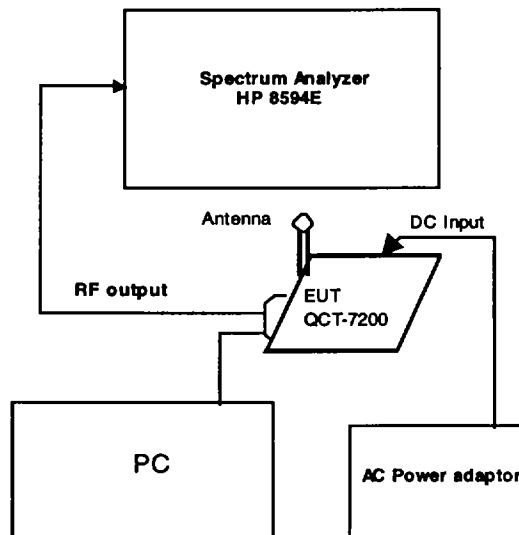 Spectrum Analyzer
HP 8594E
Antenna
DC Input
RF output
EUT
QCT-7200
PC
AC Power adaptor